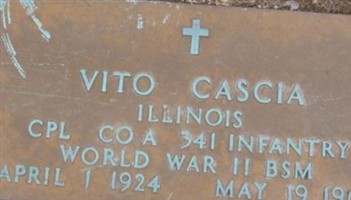 VITO CASCIA
ILLINOIS
CPL CO A 341 INFANTRY
WORLD WAR II BSM
APRIL 1 1924 MAY 19